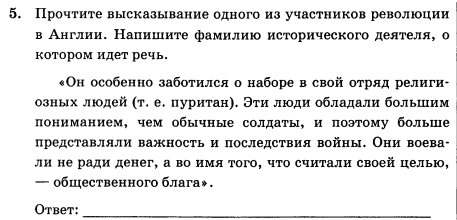 5. Прочтите высказывание одного из участников революции
в Англии. Напишите фамилию исторического деятеля, о
котором идет речь.
«Он особенно заботился о наборе в свой отряд религи-
озных людей (т. е. пуритан). Эти люди обладали большим
пониманием, чем обычные солдаты, и поэтому больше
представляли важность и последствия войны. Они воева-
ли не ради денег, а во имя того, что считали своей целью,
— общественного блага».
Ответ: